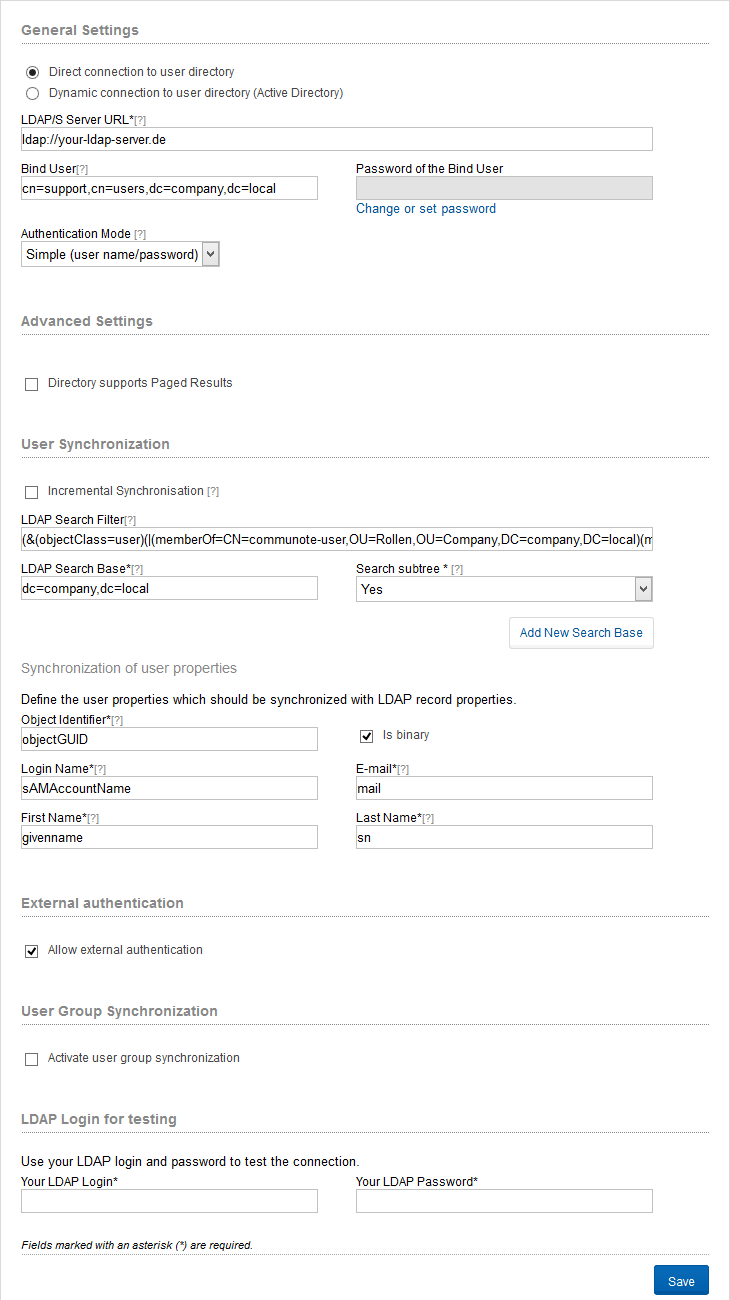 General Settings
Direct connection to user directory
Dynamic connection to user directory (Active Directory)
LDAP/S Server URL*[?]
ldap://your-ldap-server.de
Bind User[?] Password of the Bind User
cn=support,cn=users,dc=company,dc=local
Change or set password
Authentication Mode [?]
Simple (user name/password)
Advanced Settings
Directory supports Paged Results
User Synchronization
Incremental Synchronisation [?]
LDAP Search Filter[?]
(&(objectClass=user)(|(memberOf=CN=communote-user,OU=Rollen,OU=Company,DC=company,DC=local)(m
LDAP Search Base*[?] Search subtree * [?]
dc=company,dc=local Yes
Add New Search Base
Synchronization of user properties
Define the user properties which should be synchronized with LDAP record properties.
Object Identifier*[?]
objectGUID Is binary
Login Name*[?] E-mail*[?]
sAMAccountName mail
First Name*[?] Last Name*[?]
givenname sn
External authentication
Allow external authentication
User Group Synchronization
Activate user group synchronization
LDAP Login for testing
Use your LDAP login and password to test the connection.
Your LDAP Login* Your LDAP Password*
Fields marked with an asterisk (*) are required.
Save